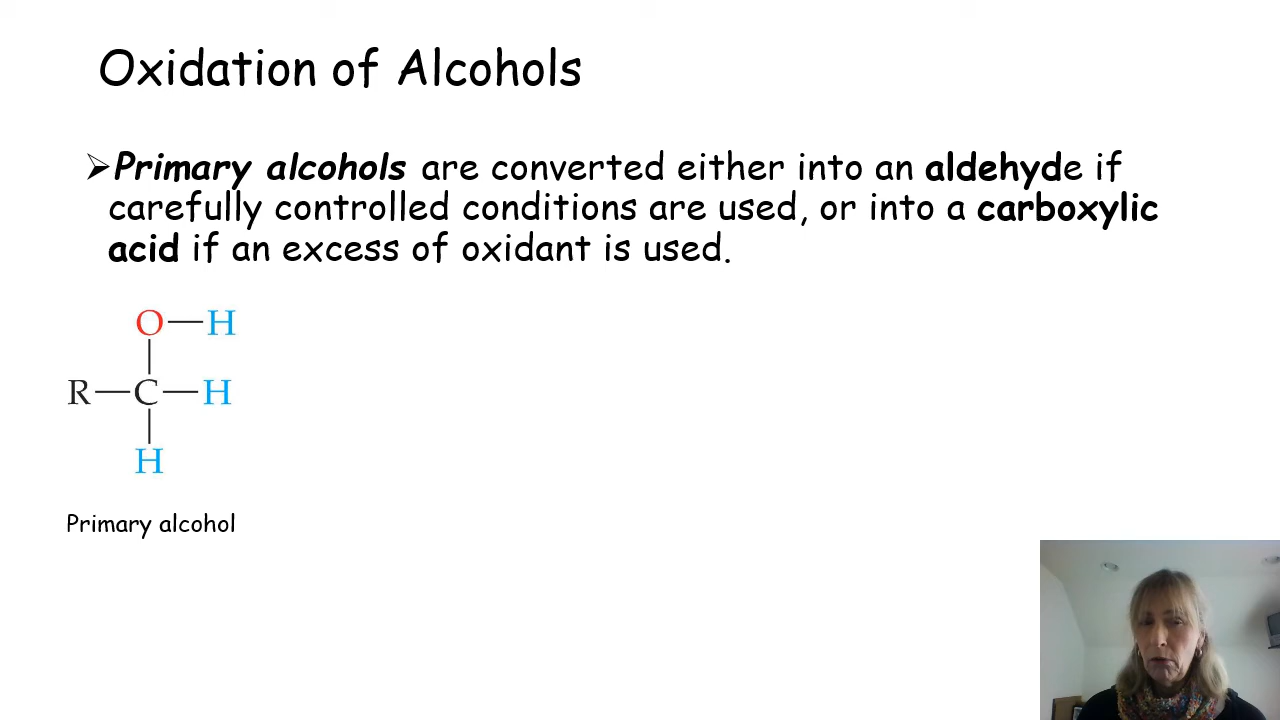 Oxidation of Alcohols
➢Primary alcohols are converted either into an aldehyde if
carefully controlled conditions are used, or into a carboxylic
acid if an excess of oxidant is used.
O—H
R—C—H
H
Primary alcohol